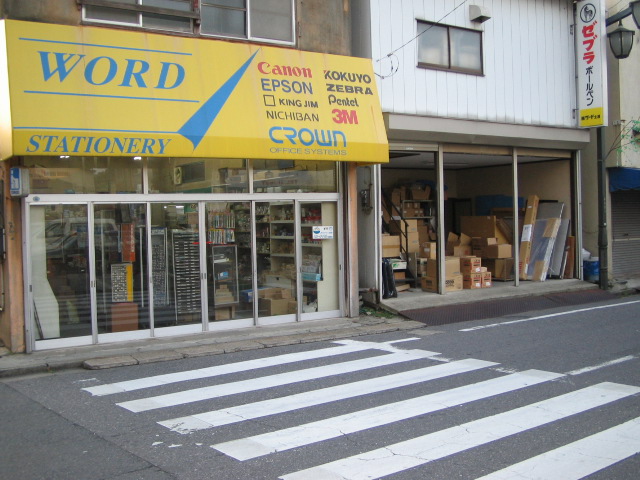 WORD
STATIONERY
Canon
EPSON
KING JIM
NICHIBAN
KOKUYO
ZEBRA
Pentel
3M
CROWN
OFFICE SYSTEMS
ゼブラ
ボールペン